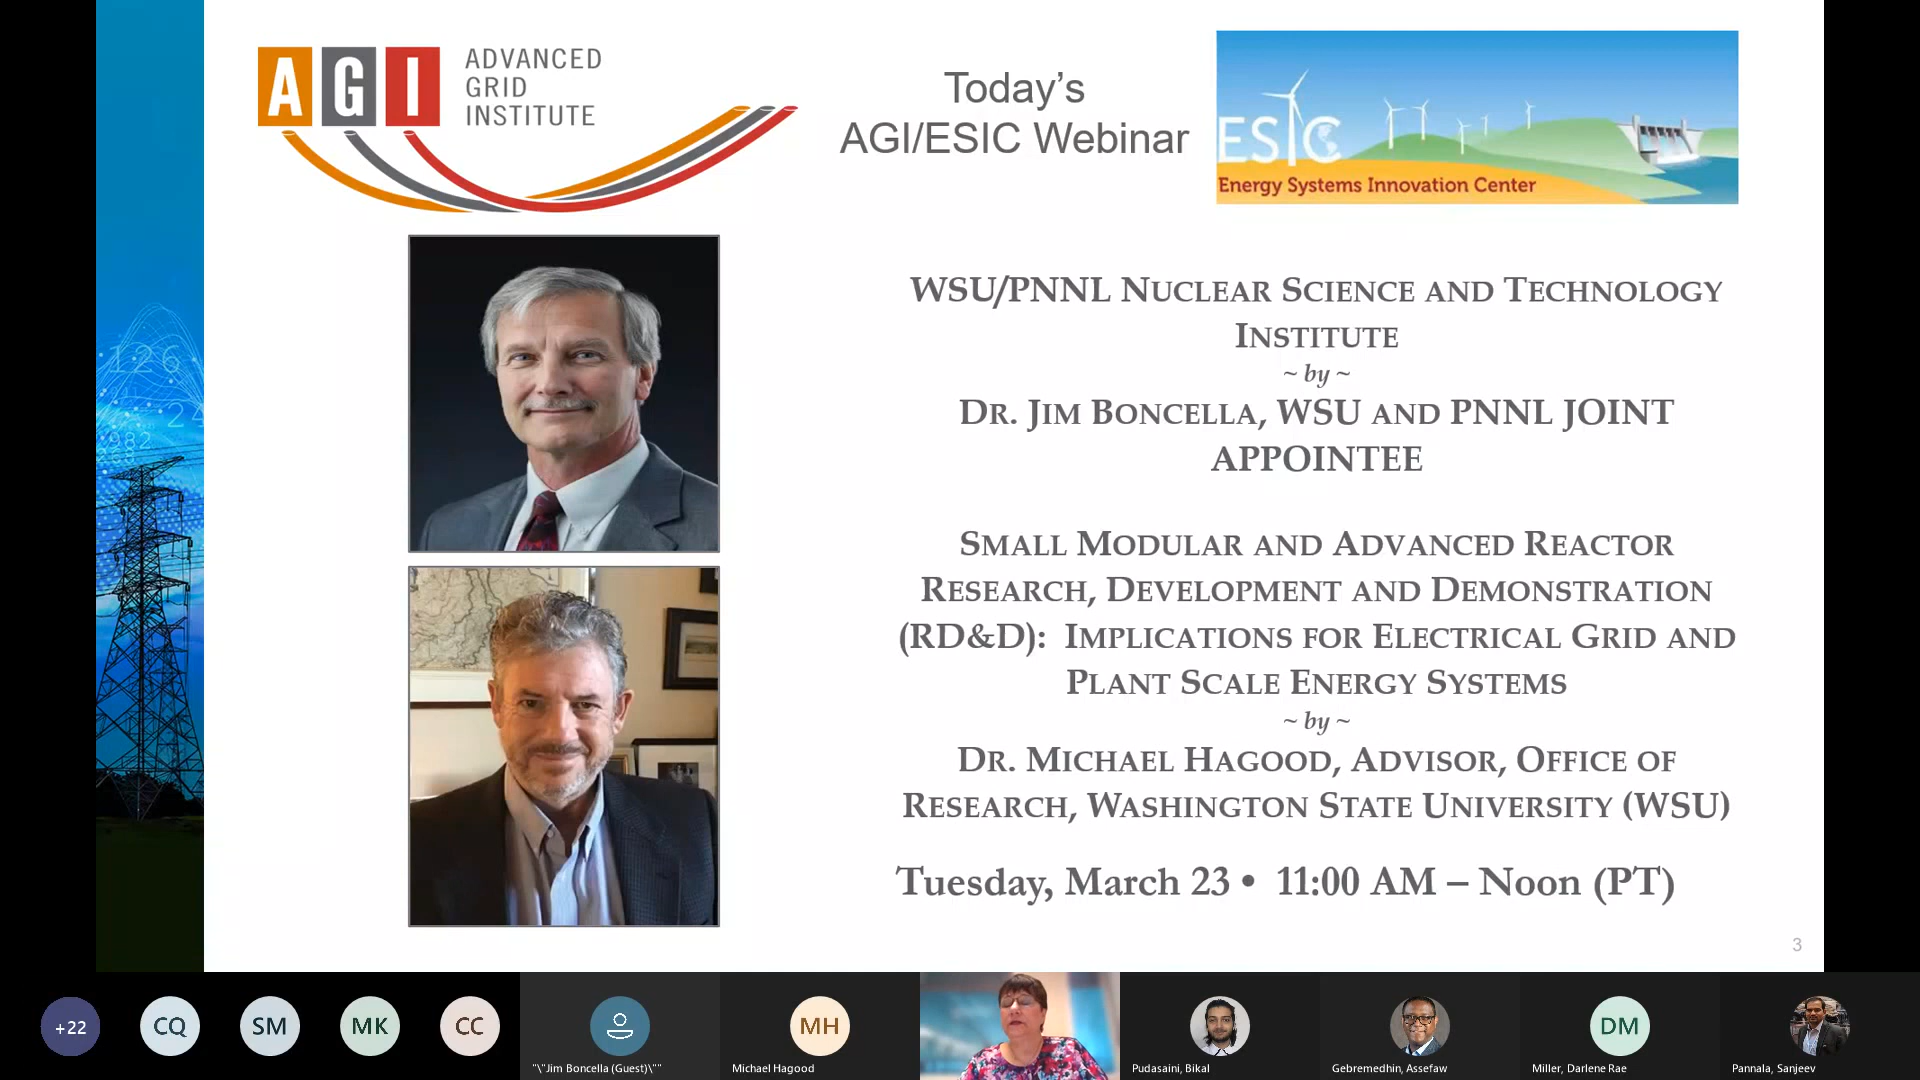 AGI ADVANCED
GRID
INSTITUTE
Today's
AGI/ESIC Webinar
ESIC
Energy Systems Innovation Center
126
24
982
WSU/PNNL Nuclear Science and Technology
Institute
~ by ~
Dr. Jim Boncella, WSU and PNNL JOINT
APPOINTEE
Small Modular and Advanced Reactor
Research, Development and Demonstration
(RD&D): Implications for Electrical Grid and
Plant Scale Energy Systems
~ by ~
Dr. Michael Hagood, Advisor, Office of
Research, Washington State University (WSU)
Tuesday, March 23 • 11:00 AM – Noon (PT)
3
+22
CQ
SM
MK
CC
"\"Jim Boncella (Guest)\""
MH
Michael Hagood
Pudasaini, Bikal
Gebremedhin, Assefaw
DM
Miller, Darlene Rae
Pannala, Sanjeev